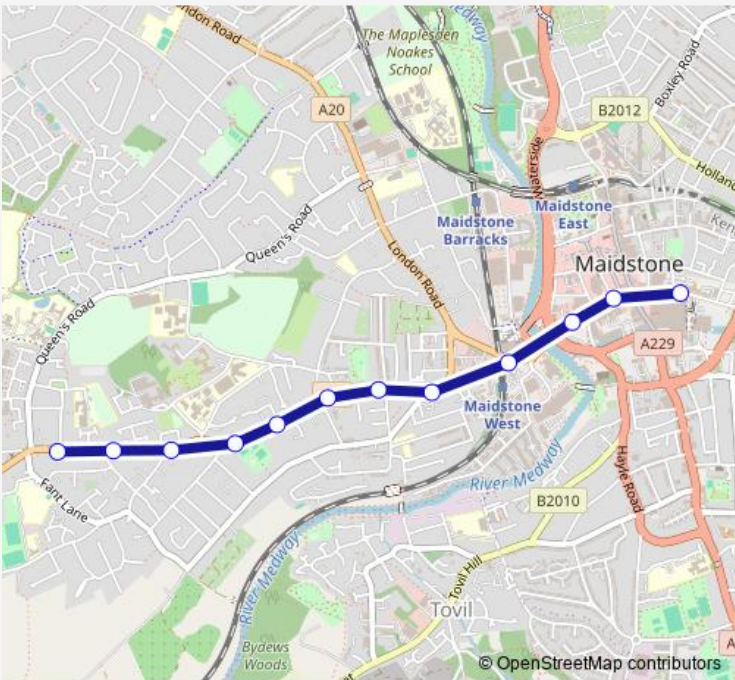 ndon Road
edway
The Maplesden
Noakes
School
Boxley Road
A20
B2012
Waterside
Holland
Maidstone
East
Maidstone
Barracks
Queen's Road
London Road
Maidstone
Queen's Road
A229
Maidstone
West
Fant Lane
Hayle Road
River Medway
B2010
River Medway
Tovil Hill
Tovil
Bydews
Woods
A
© OpenStreetMap contributors